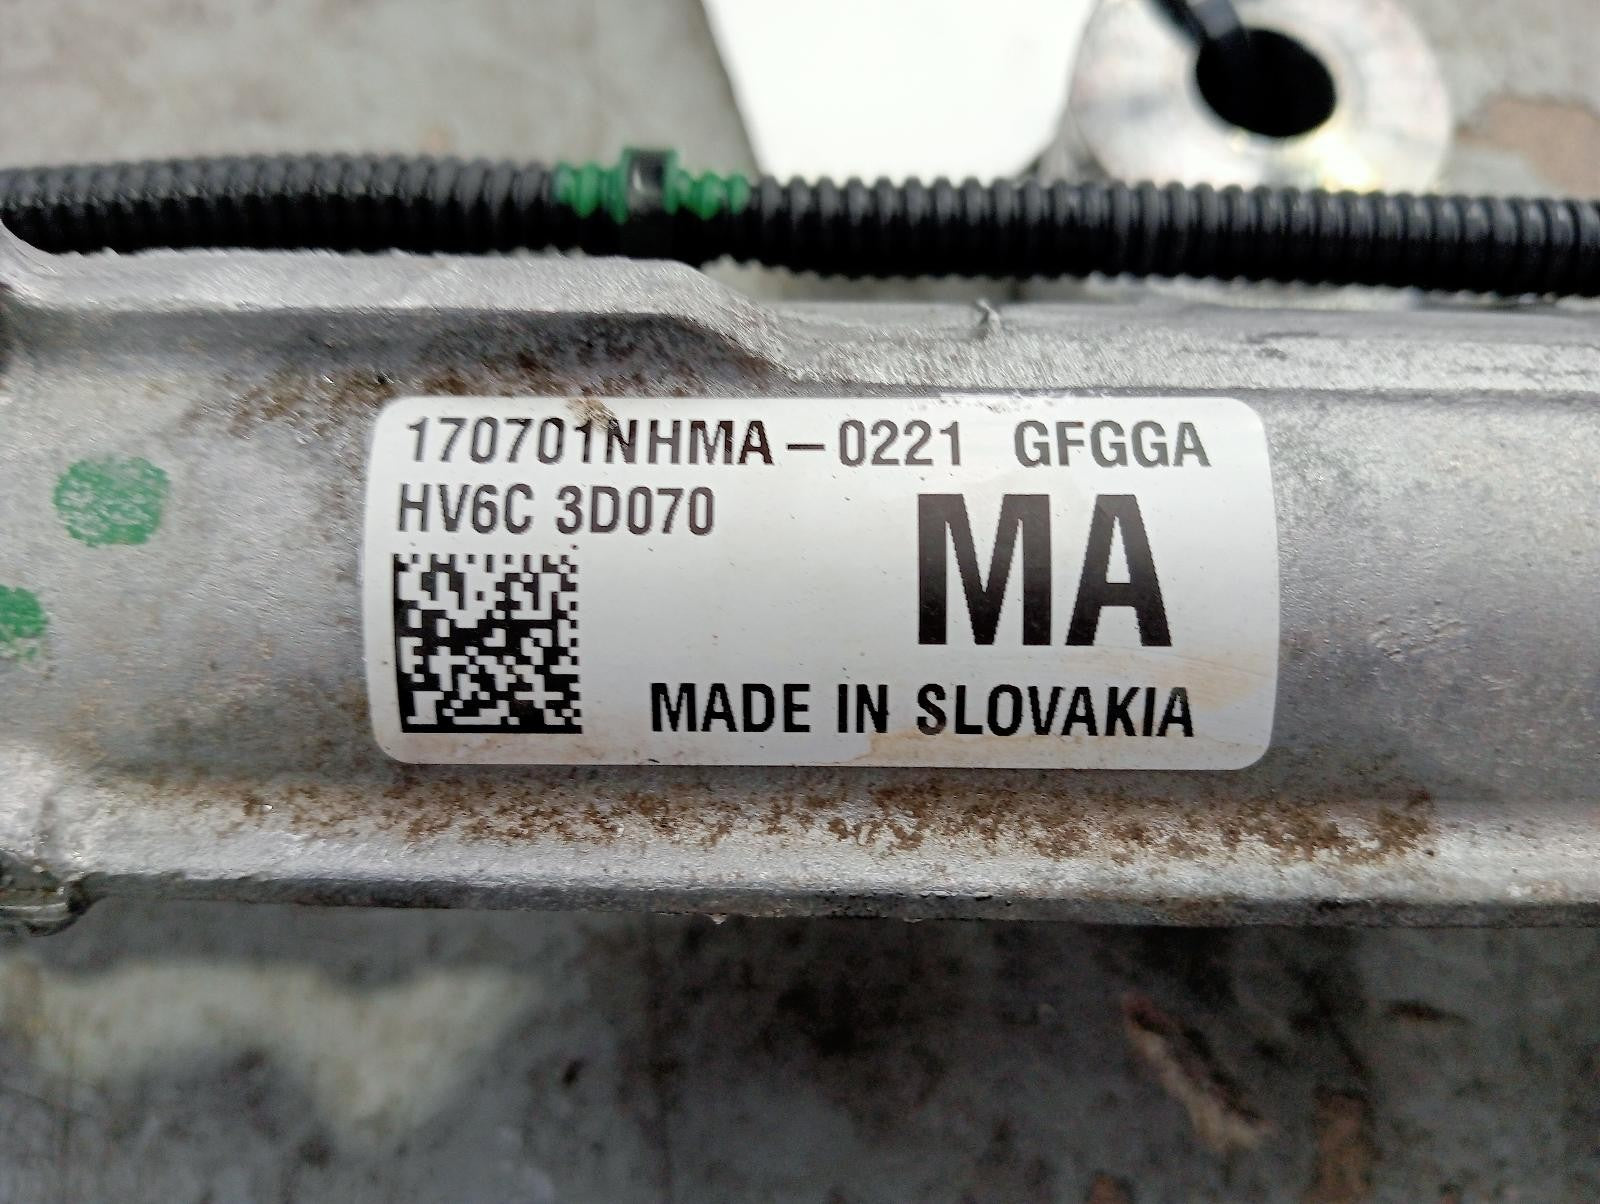 170701NHMA-0221 GFGGA
HV6C 3D070
MA
MADE IN SLOVAKIA